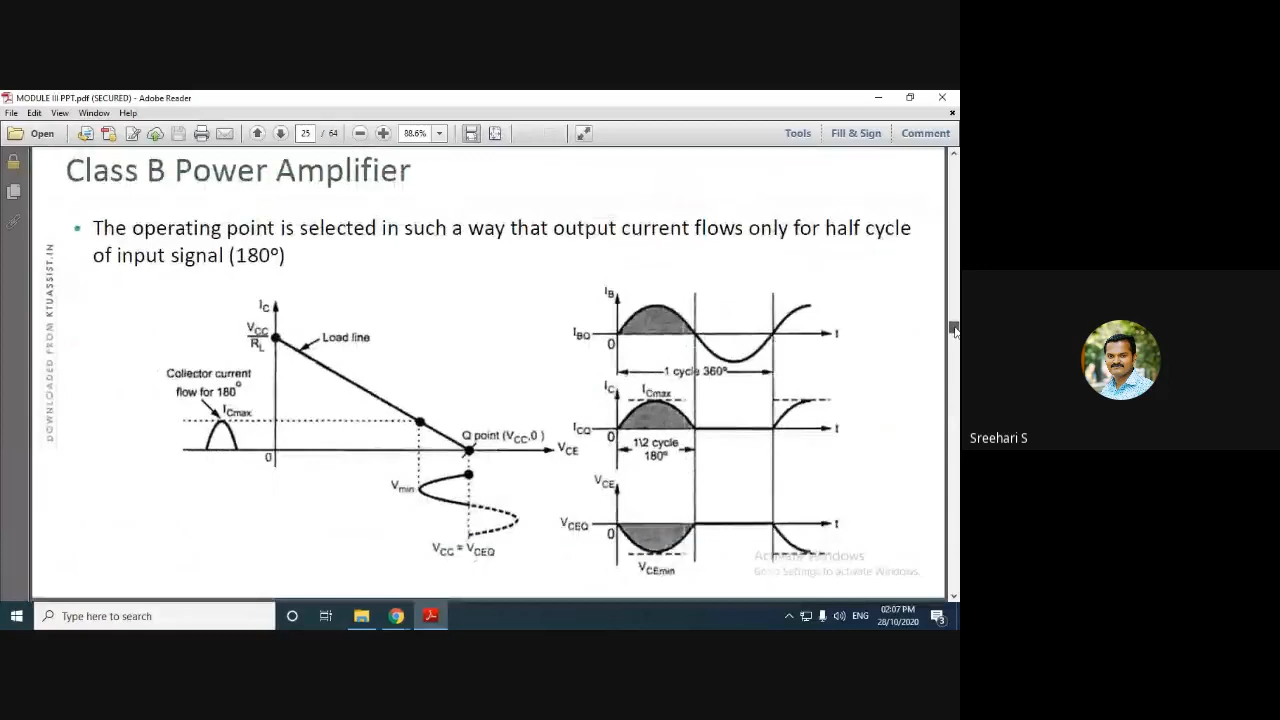 MODULE III PPT.pdf (SECURED) - Adobe Reader
File Edit View Window Help
Open 25 / 64 88.6% Tools Fill & Sign Comment
Class B Power Amplifier
• The operating point is selected in such a way that output current flows only for half cycle
of input signal (180°)
DOWNLOADED FROM KTUASSIST.IN
IC
VCC
RL
Load line
Collector current
flow for 180°
ICmax
0
Q point (VCC,0)
VCE
Vmin
VCC = VCEQ
IB
IBQ
0
t
1 cycle 360°
IC
ICmax
ICQ
0
t
1\2 cycle
180°
VCE
VCEQ
0
t
VCEmin
Activate Windows
Go to Settings to activate Windows.
Sreehari S
Type here to search
ENG
02:07 PM
28/10/2020
3